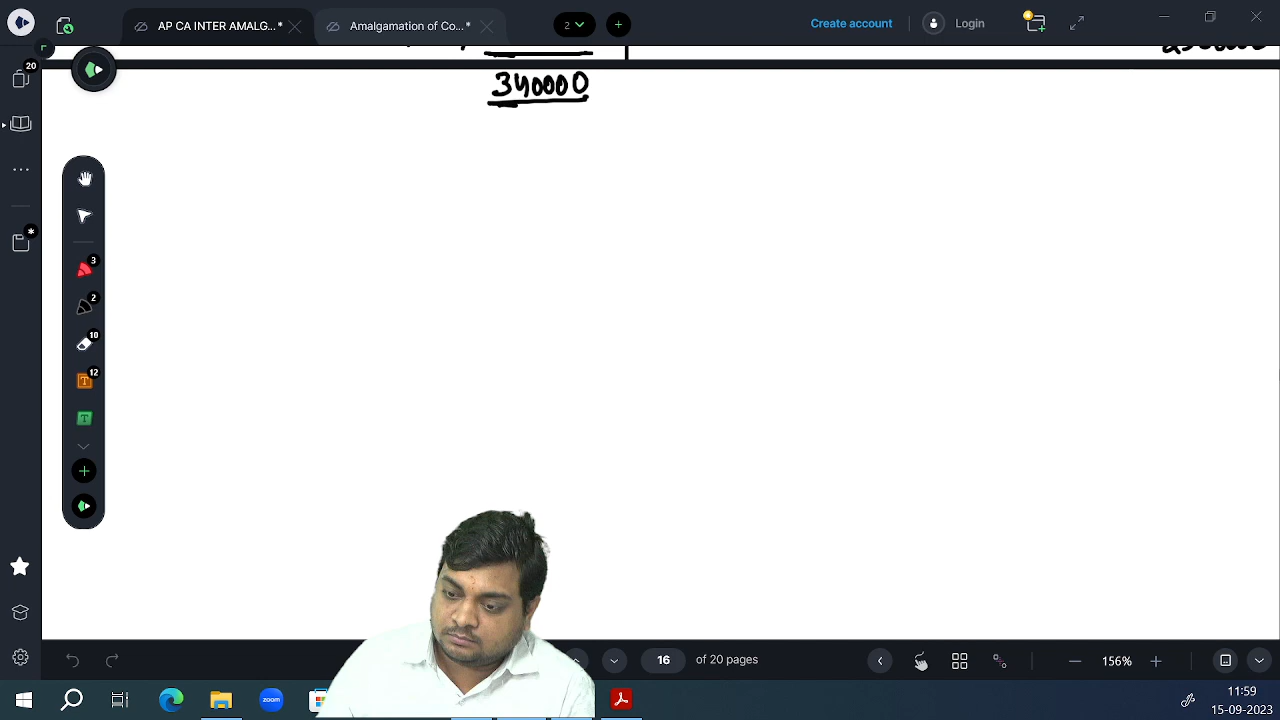 AP CA INTER AMALG... *
Amalgamation of Co... *
2
Create account
Login
20
340000
3
2
10
12
T
T
16
of 20 pages
156%
zoom
11:59
15-09-2023